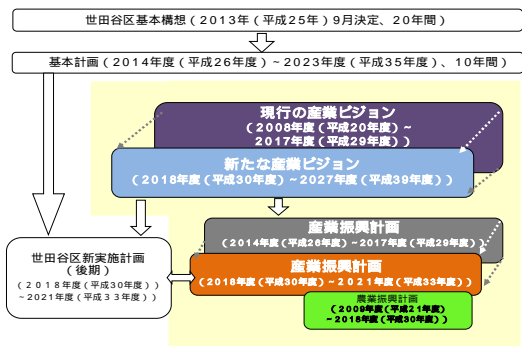 世田谷区基本構想（２０１３年（平成２５年）９月決定、２０年間）
基本計画（２０１４年度（平成２６年度）～２０２３年度（平成３５年度）、１０年間）
現行の産業ビジョン
（２００８年度（平成２０年度）～
２０１７年度（平成２９年度））
新たな産業ビジョン
（２０１８年度（平成３０年度）～２０２７年度（平成３９年度））
産業振興計画
（２０１４年度（平成２６年度）～２０１７年度（平成２９年度））
世田谷区新実施計画
（後期）
（２０１８年度（平成３０年度））
～２０２１年度（平成３３年度））
産業振興計画
（２０１８年度（平成３０年度）～２０２１年度（平成３３年度））
農業振興計画
（２００９年度（平成２１年度）
～２０１８年度（平成３０年度））